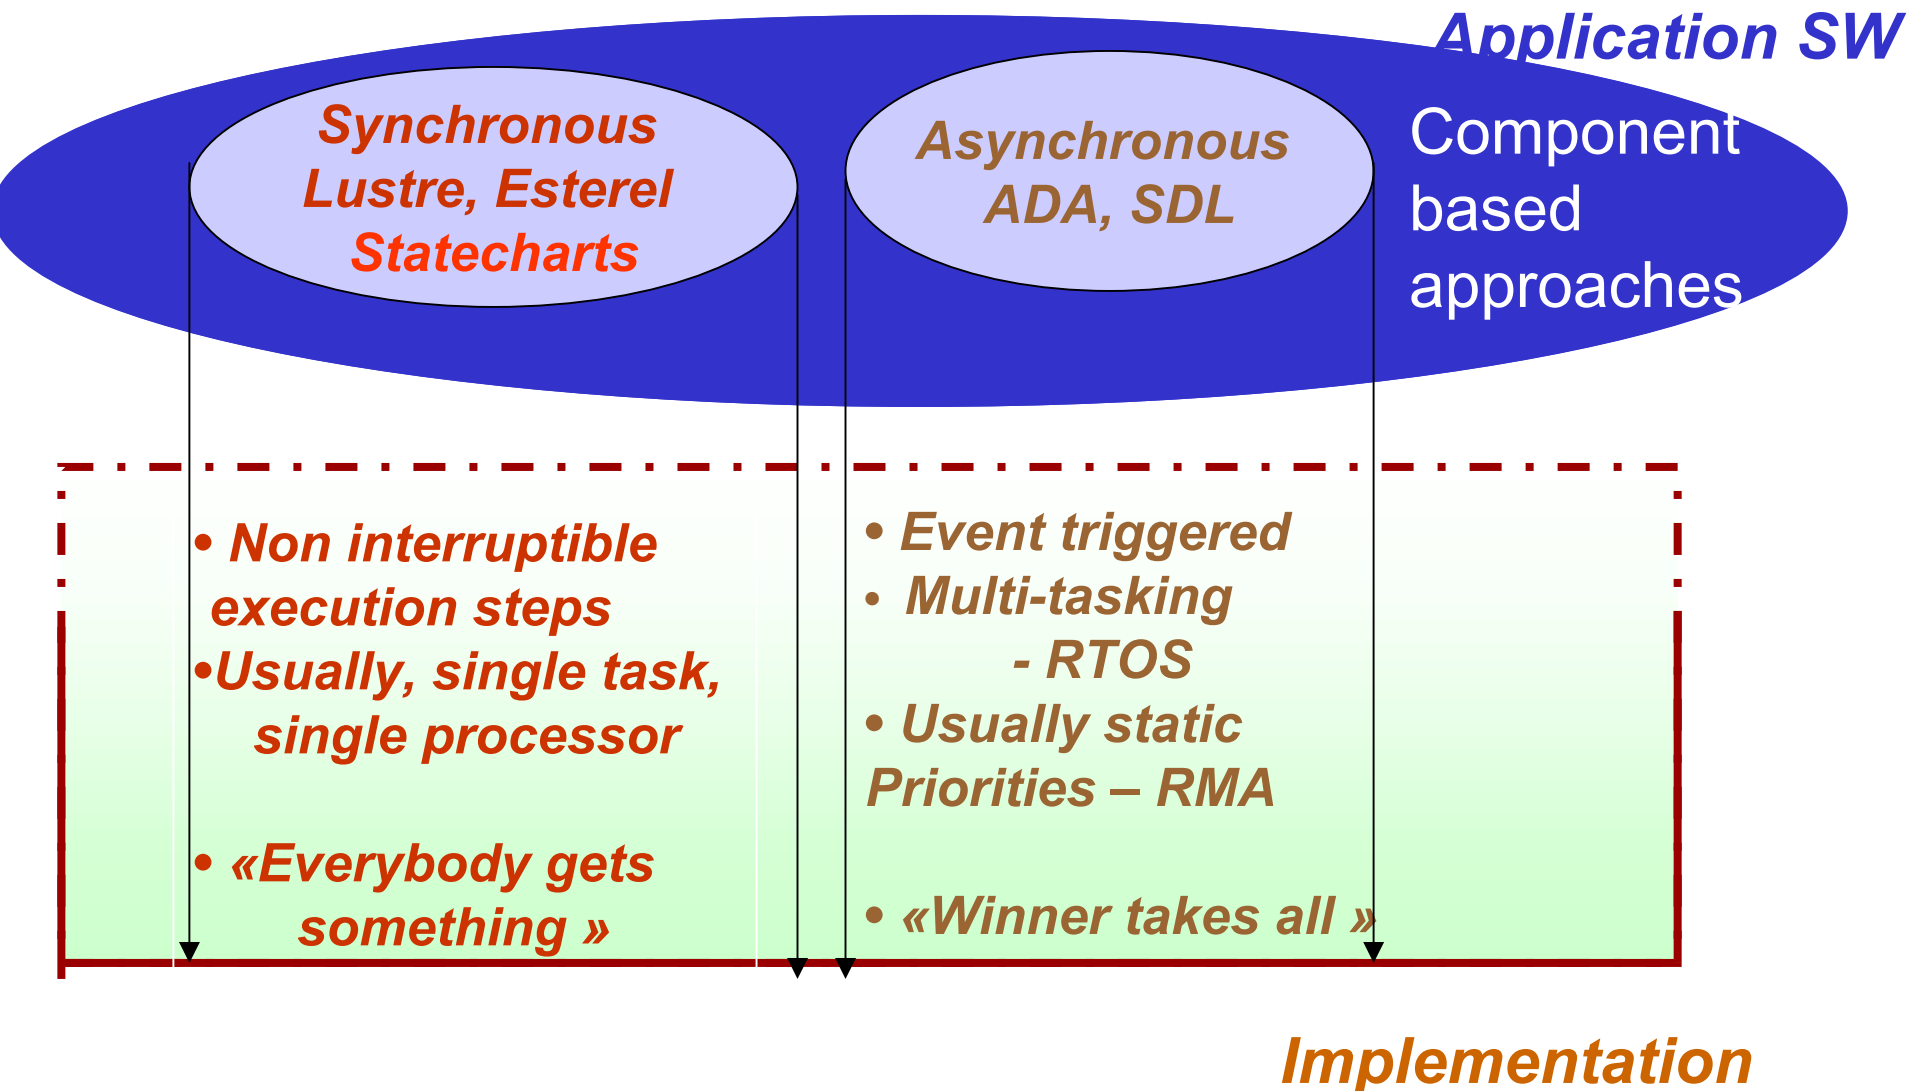 Application SW
Synchronous
Lustre, Esterel
Statecharts
Asynchronous
ADA, SDL
Component
based
approaches
• Non interruptible
execution steps
•Usually, single task,
single processor
• «Everybody gets
something »
• Event triggered
• Multi-tasking
- RTOS
• Usually static
Priorities – RMA
• «Winner takes all »
Implementation